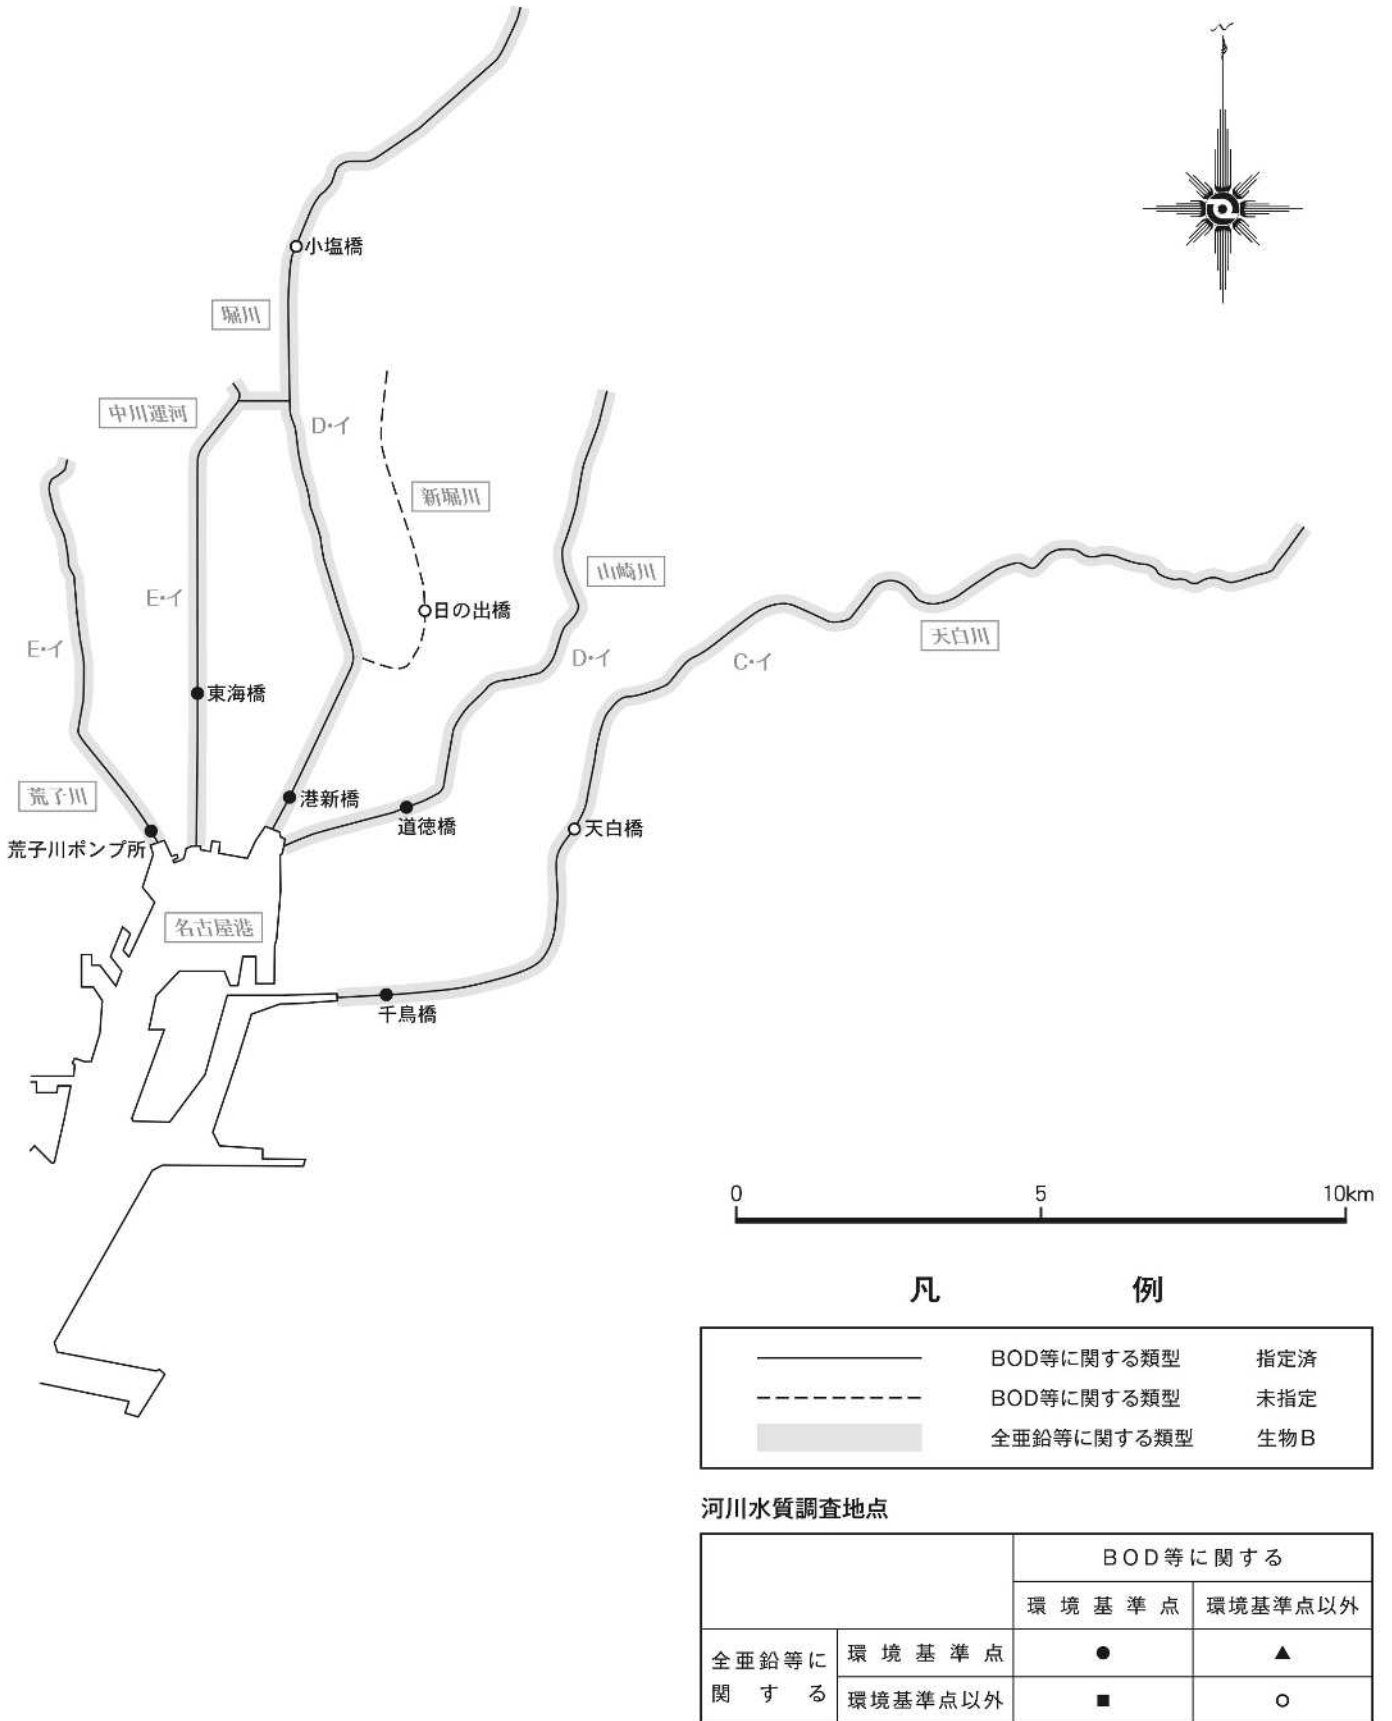 N
小塩橋
堀川
中川運河
D・イ
新堀川
山崎川
E・イ
日の出橋
天白川
E・イ
D・イ
C・イ
東海橋
荒子川
港新橋
道徳橋
天白橋
荒子川ポンプ所
名古屋港
千鳥橋
0 5 10km
凡 例
BOD等に関する類型 指定済
BOD等に関する類型 未指定
全亜鉛等に関する類型 生物B
河川水質調査地点
BOD等に関する
環境基準点 環境基準点以外
全亜鉛等に関する
環境基準点 ● ▲
環境基準点以外 ■ ○